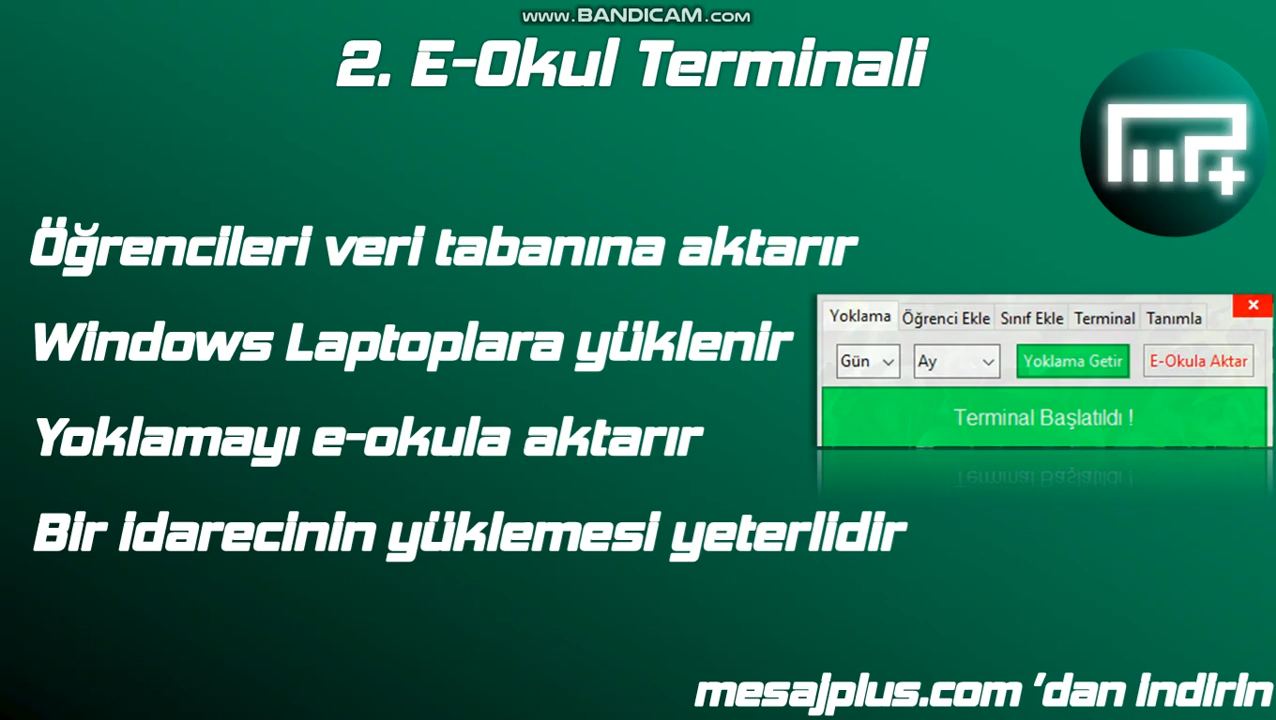 www.BANDICAM.com
2. E-Okul Terminali
Öğrencileri veri tabanına aktarır
Windows Laptoplara yüklenir
Yoklamayı e-okula aktarır
Bir idarecinin yüklemesi yeterlidir
Yoklama Öğrenci Ekle Sınıf Ekle Terminal Tanımla
Gün Ay Yoklama Getir E-Okula Aktar
Terminal Başlatıldı !
mesajplus.com 'dan indirin